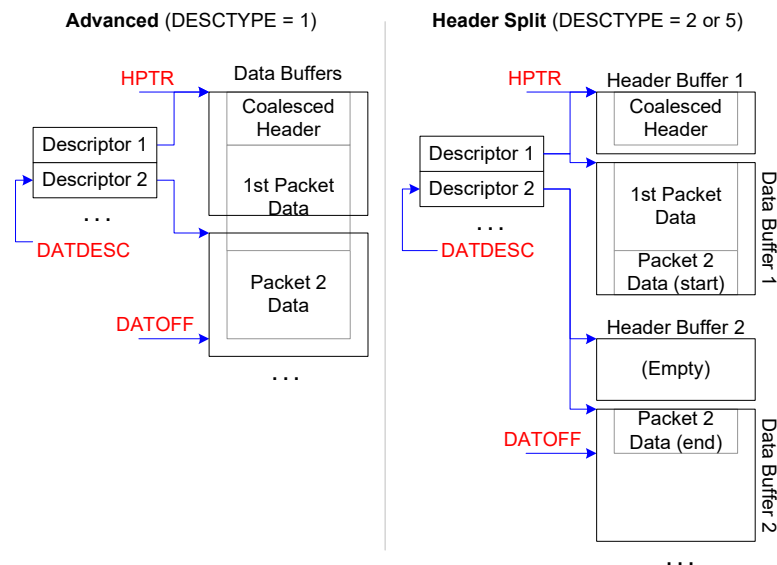 Advanced (DESCTYPE = 1)
HPTR
Data Buffers
Coalesced
Header
Descriptor 1
Descriptor 2
1st Packet
Data
. . .
DATDESC
Packet 2
Data
DATOFF
. . .
Header Split (DESCTYPE = 2 or 5)
HPTR
Header Buffer 1
Coalesced
Header
Descriptor 1
Descriptor 2
1st Packet
Data
. . .
DATDESC
Packet 2
Data (start)
Data Buffer 1
Header Buffer 2
(Empty)
Packet 2
Data (end)
DATOFF
Data Buffer 2
. . .